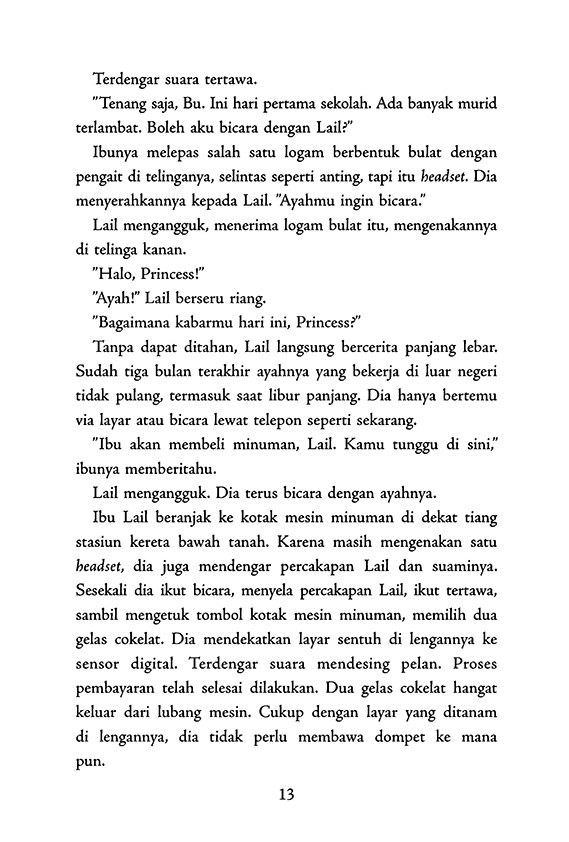 Terdengar suara tertawa.
"Tenang saja, Bu. Ini hari pertama sekolah. Ada banyak murid
terlambat. Boleh aku bicara dengan Lail?"
Ibunya melepas salah satu logam berbentuk bulat dengan
pengait di telinganya, selintas seperti anting, tapi itu headset. Dia
menyerahkannya kepada Lail. "Ayahmu ingin bicara."
Lail mengangguk, menerima logam bulat itu, mengenakannya
di telinga kanan.
"Halo, Princess!"
"Ayah!" Lail berseru riang.
"Bagaimana kabarmu hari ini, Princess?"
Tanpa dapat ditahan, Lail langsung bercerita panjang lebar.
Sudah tiga bulan terakhir ayahnya yang bekerja di luar negeri
tidak pulang, termasuk saat libur panjang. Dia hanya bertemu
via layar atau bicara lewat telepon seperti sekarang.
"Ibu akan membeli minuman, Lail. Kamu tunggu di sini,"
ibunya memberitahu.
Lail mengangguk. Dia terus bicara dengan ayahnya.
Ibu Lail beranjak ke kotak mesin minuman di dekat tiang
stasiun kereta bawah tanah. Karena masih mengenakan satu
headset, dia juga mendengar percakapan Lail dan suaminya.
Sesekali dia ikut bicara, menyela percakapan Lail, ikut tertawa,
sambil mengetuk tombol kotak mesin minuman, memilih dua
gelas cokelat. Dia mendekatkan layar sentuh di lengannya ke
sensor digital. Terdengar suara mendesing pelan. Proses
pembayaran telah selesai dilakukan. Dua gelas cokelat hangat
keluar dari lubang mesin. Cukup dengan layar yang ditanam
di lengannya, dia tidak perlu membawa dompet ke mana
pun.
13